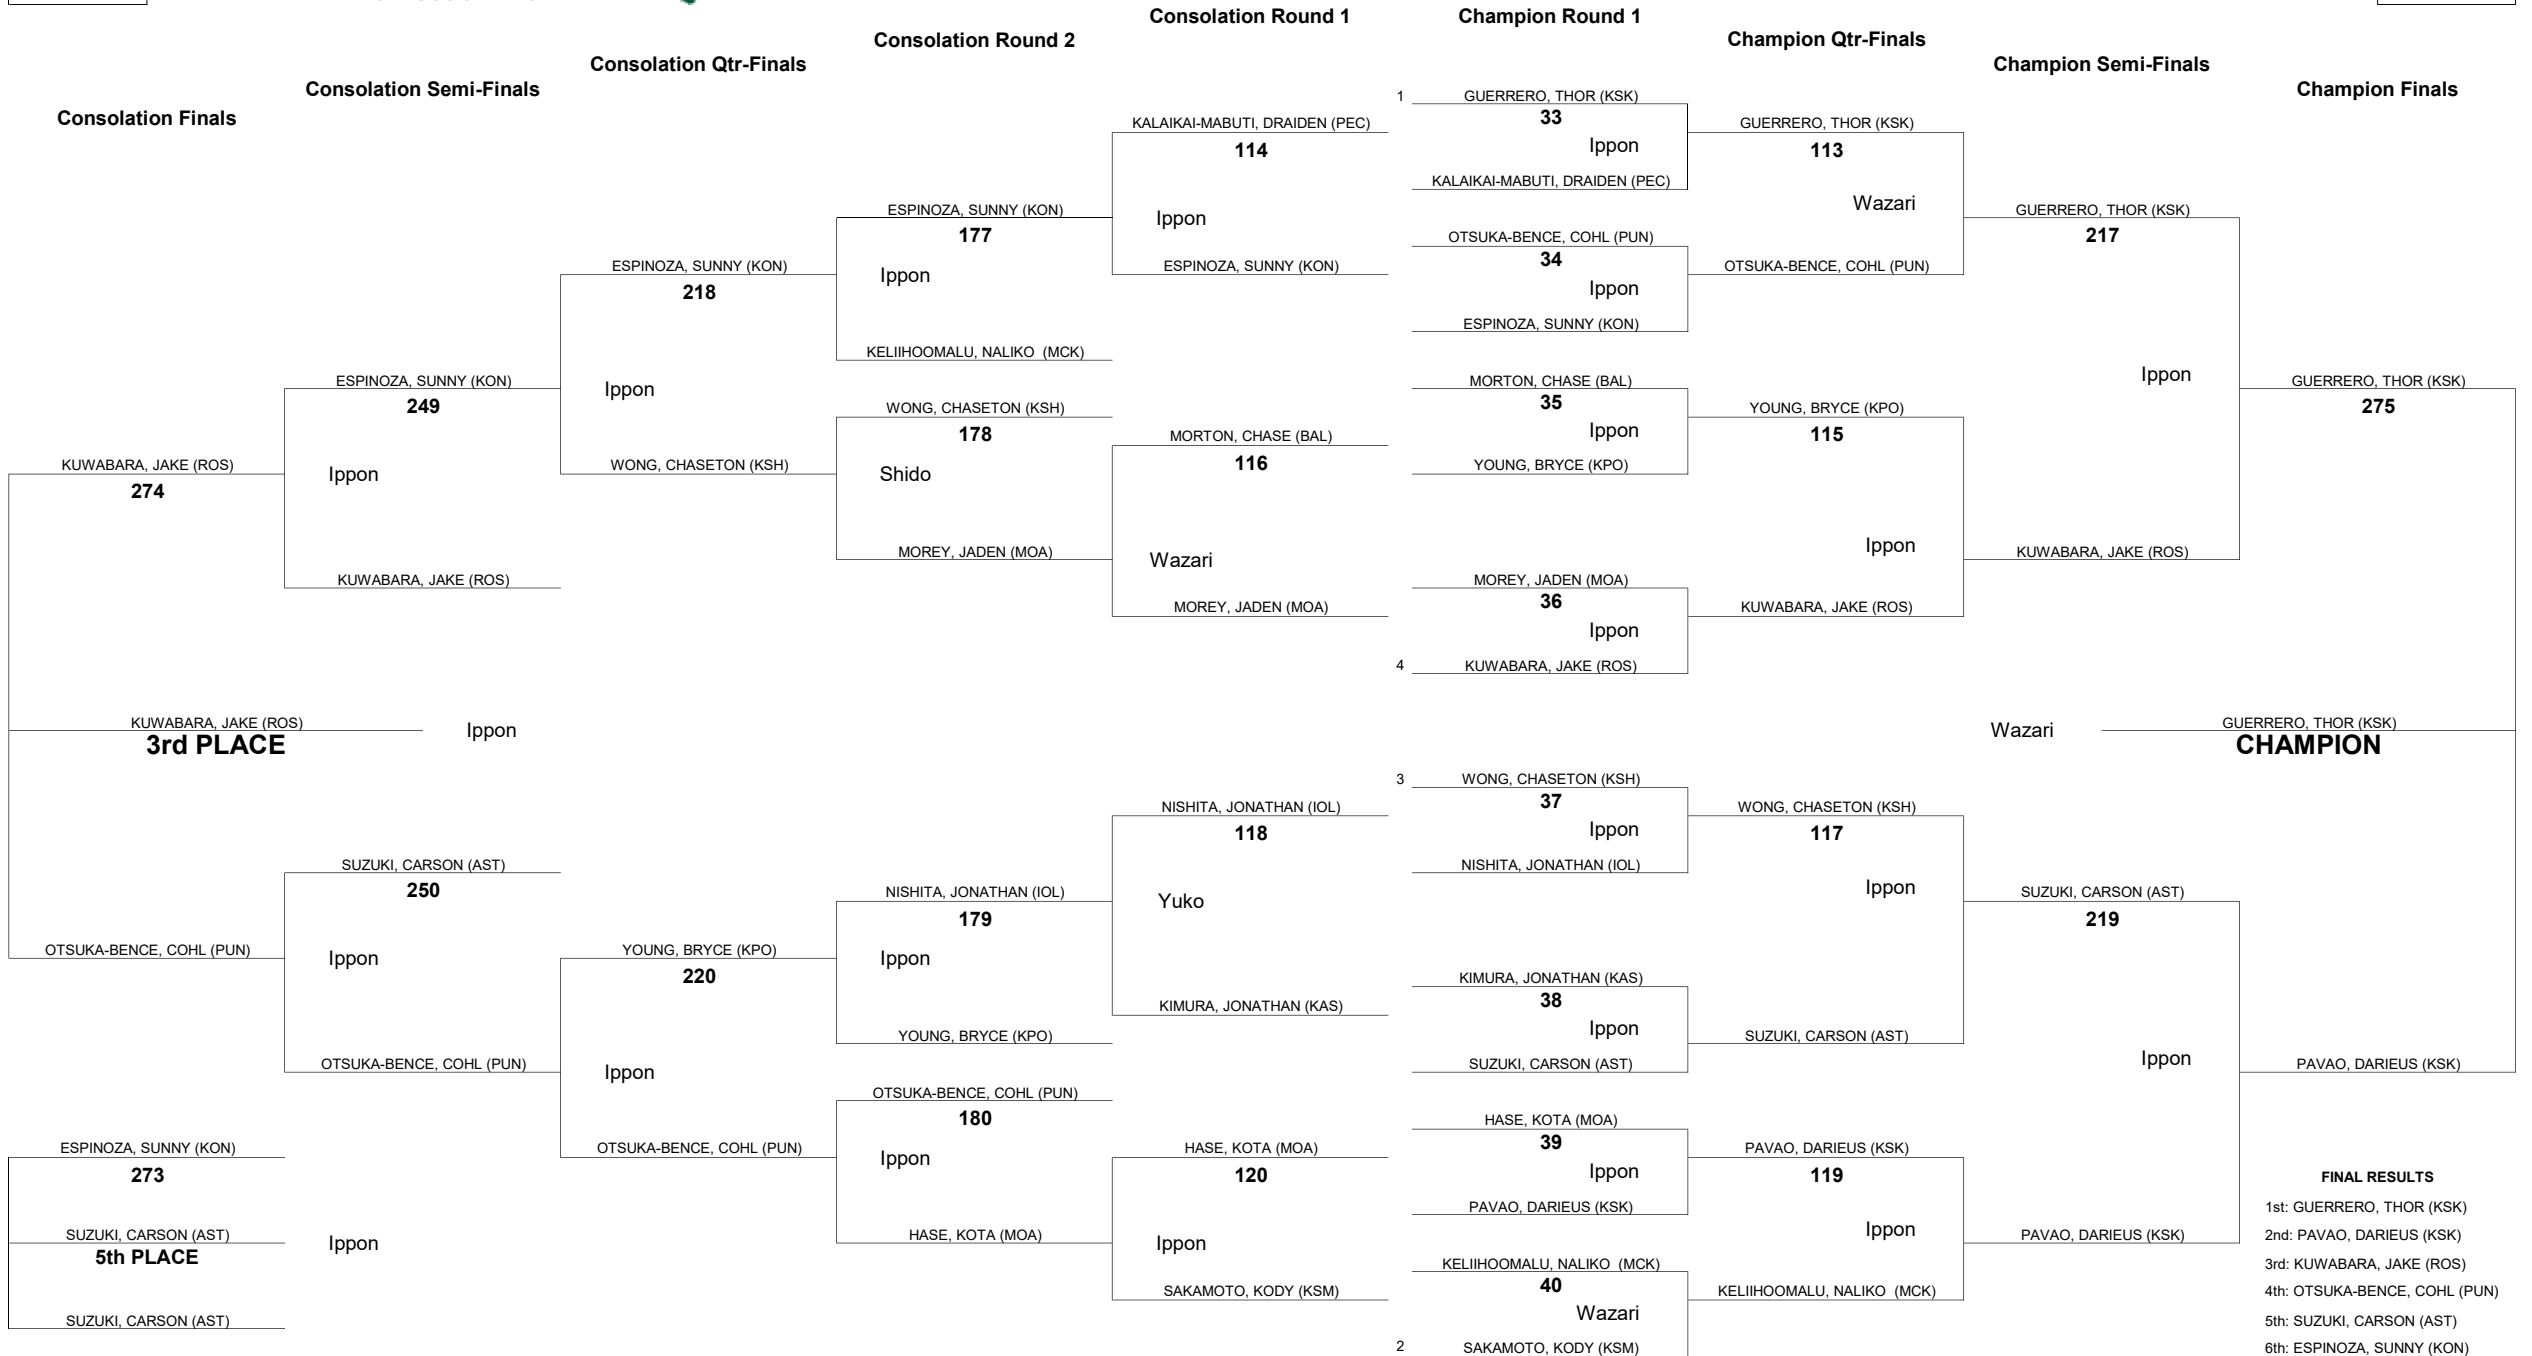 Consolation Round 1
Champion Round 1
Consolation Round 2
Champion Qtr-Finals
Consolation Qtr-Finals
Champion Semi-Finals
Consolation Semi-Finals
Champion Finals
Consolation Finals
KUWABARA, JAKE (ROS)
274
KUWABARA, JAKE (ROS)
3rd PLACE
Ippon
OTSUKA-BENCE, COHL (PUN)
ESPINOZA, SUNNY (KON)
273
SUZUKI, CARSON (AST)
5th PLACE
Ippon
SUZUKI, CARSON (AST)
ESPINOZA, SUNNY (KON)
249
Ippon
KUWABARA, JAKE (ROS)
SUZUKI, CARSON (AST)
250
Ippon
OTSUKA-BENCE, COHL (PUN)
ESPINOZA, SUNNY (KON)
218
Ippon
WONG, CHASETON (KSH)
YOUNG, BRYCE (KPO)
220
Ippon
OTSUKA-BENCE, COHL (PUN)
ESPINOZA, SUNNY (KON)
177
Ippon
KELIIHOOMALU, NALIKO (MCK)
WONG, CHASETON (KSH)
178
Shido
MOREY, JADEN (MOA)
NISHITA, JONATHAN (IOL)
179
Ippon
YOUNG, BRYCE (KPO)
OTSUKA-BENCE, COHL (PUN)
180
Ippon
HASE, KOTA (MOA)
KALAIKAI-MABUTI, DRAIDEN (PEC)
114
Ippon
ESPINOZA, SUNNY (KON)
MORTON, CHASE (BAL)
116
Wazari
MOREY, JADEN (MOA)
NISHITA, JONATHAN (IOL)
118
Yuko
KIMURA, JONATHAN (KAS)
HASE, KOTA (MOA)
120
Ippon
SAKAMOTO, KODY (KSM)
1 GUERRERO, THOR (KSK)
33
Ippon
KALAIKAI-MABUTI, DRAIDEN (PEC)
OTSUKA-BENCE, COHL (PUN)
34
Ippon
ESPINOZA, SUNNY (KON)
MORTON, CHASE (BAL)
35
Ippon
YOUNG, BRYCE (KPO)
MOREY, JADEN (MOA)
36
Ippon
4 KUWABARA, JAKE (ROS)
3 WONG, CHASETON (KSH)
37
Ippon
NISHITA, JONATHAN (IOL)
KIMURA, JONATHAN (KAS)
38
Ippon
SUZUKI, CARSON (AST)
HASE, KOTA (MOA)
39
Ippon
PAVAO, DARIEUS (KSK)
KELIIHOOMALU, NALIKO (MCK)
40
Wazari
2 SAKAMOTO, KODY (KSM)
GUERRERO, THOR (KSK)
113
Wazari
OTSUKA-BENCE, COHL (PUN)
YOUNG, BRYCE (KPO)
115
Ippon
KUWABARA, JAKE (ROS)
WONG, CHASETON (KSH)
117
Ippon
SUZUKI, CARSON (AST)
PAVAO, DARIEUS (KSK)
119
Ippon
KELIIHOOMALU, NALIKO (MCK)
GUERRERO, THOR (KSK)
217
Ippon
KUWABARA, JAKE (ROS)
SUZUKI, CARSON (AST)
219
Ippon
PAVAO, DARIEUS (KSK)
GUERRERO, THOR (KSK)
275
Wazari
GUERRERO, THOR (KSK)
CHAMPION
PAVAO, DARIEUS (KSK)
FINAL RESULTS
1st: GUERRERO, THOR (KSK)
2nd: PAVAO, DARIEUS (KSK)
3rd: KUWABARA, JAKE (ROS)
4th: OTSUKA-BENCE, COHL (PUN)
5th: SUZUKI, CARSON (AST)
6th: ESPINOZA, SUNNY (KON)